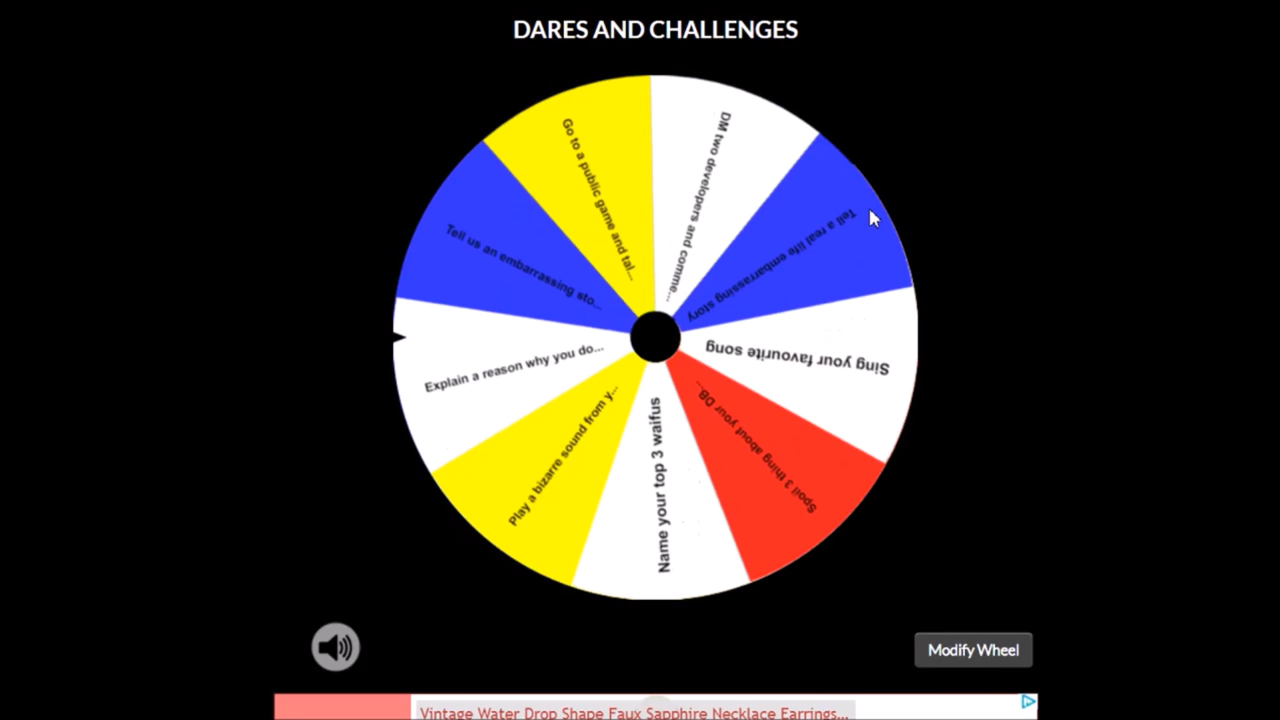 DARES AND CHALLENGES
Go to a public game and tal...
DM two developers and comme...
Tell a real life embarrassing story
Sing your favourite song
Spoil 3 thing about your DB...
Name your top 3 waifus
Play a bizarre sound from y...
Explain a reason why you do...
Tell us an embarrassing sto...
Modify Wheel
Vintage Water Drop Shape Faux Sapphire Necklace Earrings...